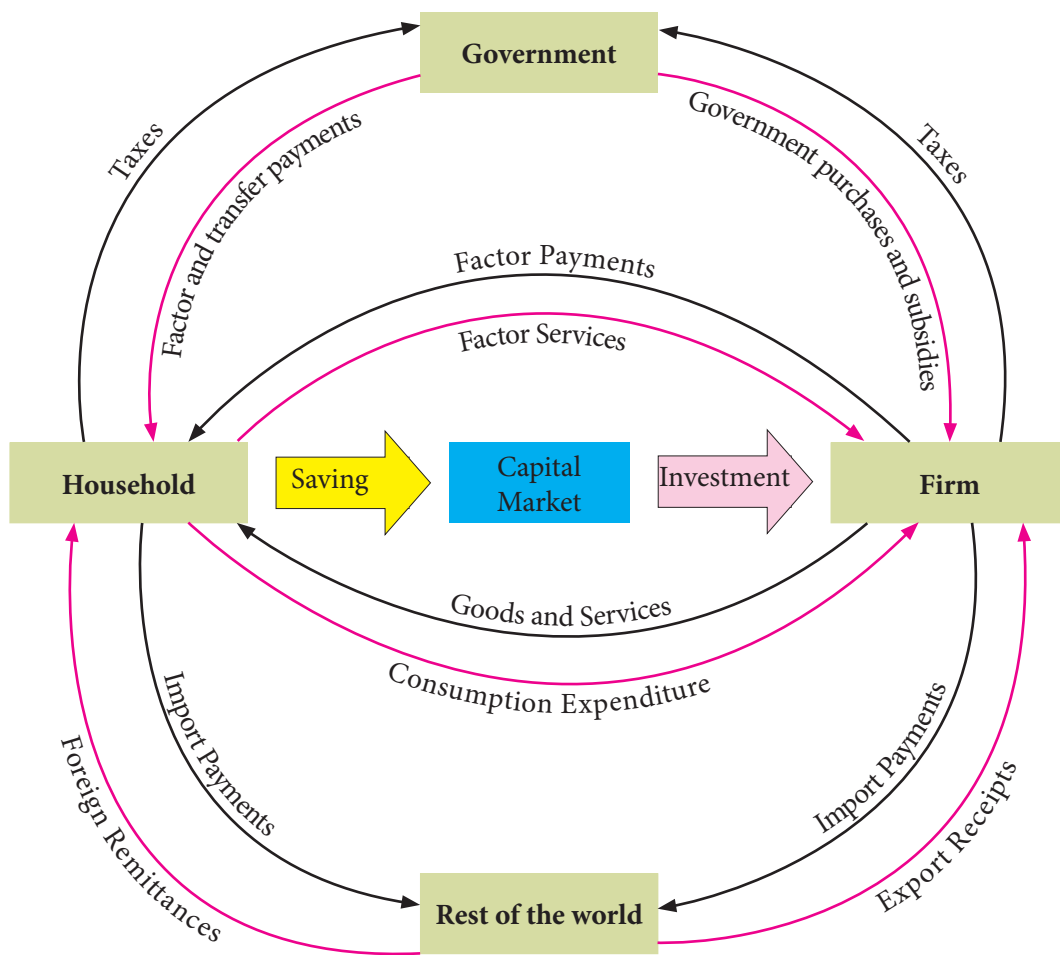 Government
Taxes
Factor and transfer payments
Government purchases and subsidies
Taxes
Factor Payments
Factor Services
Household
Saving
Capital
Market
Investment
Firm
Goods and Services
Consumption Expenditure
Import Payments
Foreign Remittances
Import Payments
Export Receipts
Rest of the world